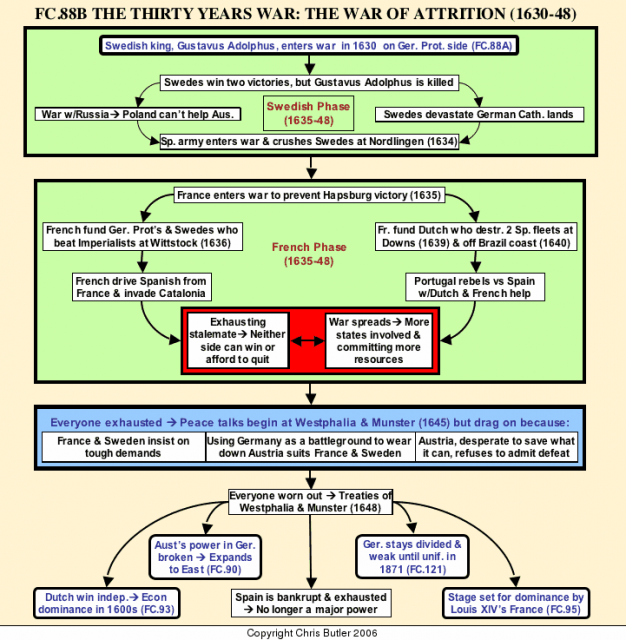 FC.88B THE THIRTY YEARS WAR: THE WAR OF ATTRITION (1630-48)
Swedish king, Gustavus Adolphus, enters war in 1630 on Ger. Prot. side (FC.88A)
Swedes win two victories, but Gustavus Adolphus is killed
War w/Russia→ Poland can't help Aus.
Swedish Phase
(1635-48)
Swedes devastate German Cath. lands
Sp. army enters war & crushes Swedes at Nordlingen (1634)
France enters war to prevent Hapsburg victory (1635)
French fund Ger. Prot's & Swedes who
beat Imperialists at Wittstock (1636)
French Phase
(1635-48)
Fr. fund Dutch who destr. 2 Sp. fleets at
Downs (1639) & off Brazil coast (1640)
French drive Spanish from
France & invade Catalonia
Portugal rebels vs Spain
w/Dutch & French help
Exhausting
stalemate→ Neither
side can win or
afford to quit
War spreads→ More
states involved &
committing more
resources
Everyone exhausted → Peace talks begin at Westphalia & Munster (1645) but drag on because:
France & Sweden insist on
tough demands
Using Germany as a battleground to wear
down Austria suits France & Sweden
Austria, desperate to save what
it can, refuses to admit defeat
Everyone worn out → Treaties of
Westphalia & Munster (1648)
Aust's power in Ger.
broken → Expands
to East (FC.90)
Ger. stays divided &
weak until unif. in
1871 (FC.121)
Dutch win indep.→ Econ
dominance in 1600s (FC.93)
Spain is bankrupt & exhausted
→ No longer a major power
Stage set for dominance by
Louis XIV's France (FC.95)
Copyright Chris Butler 2006